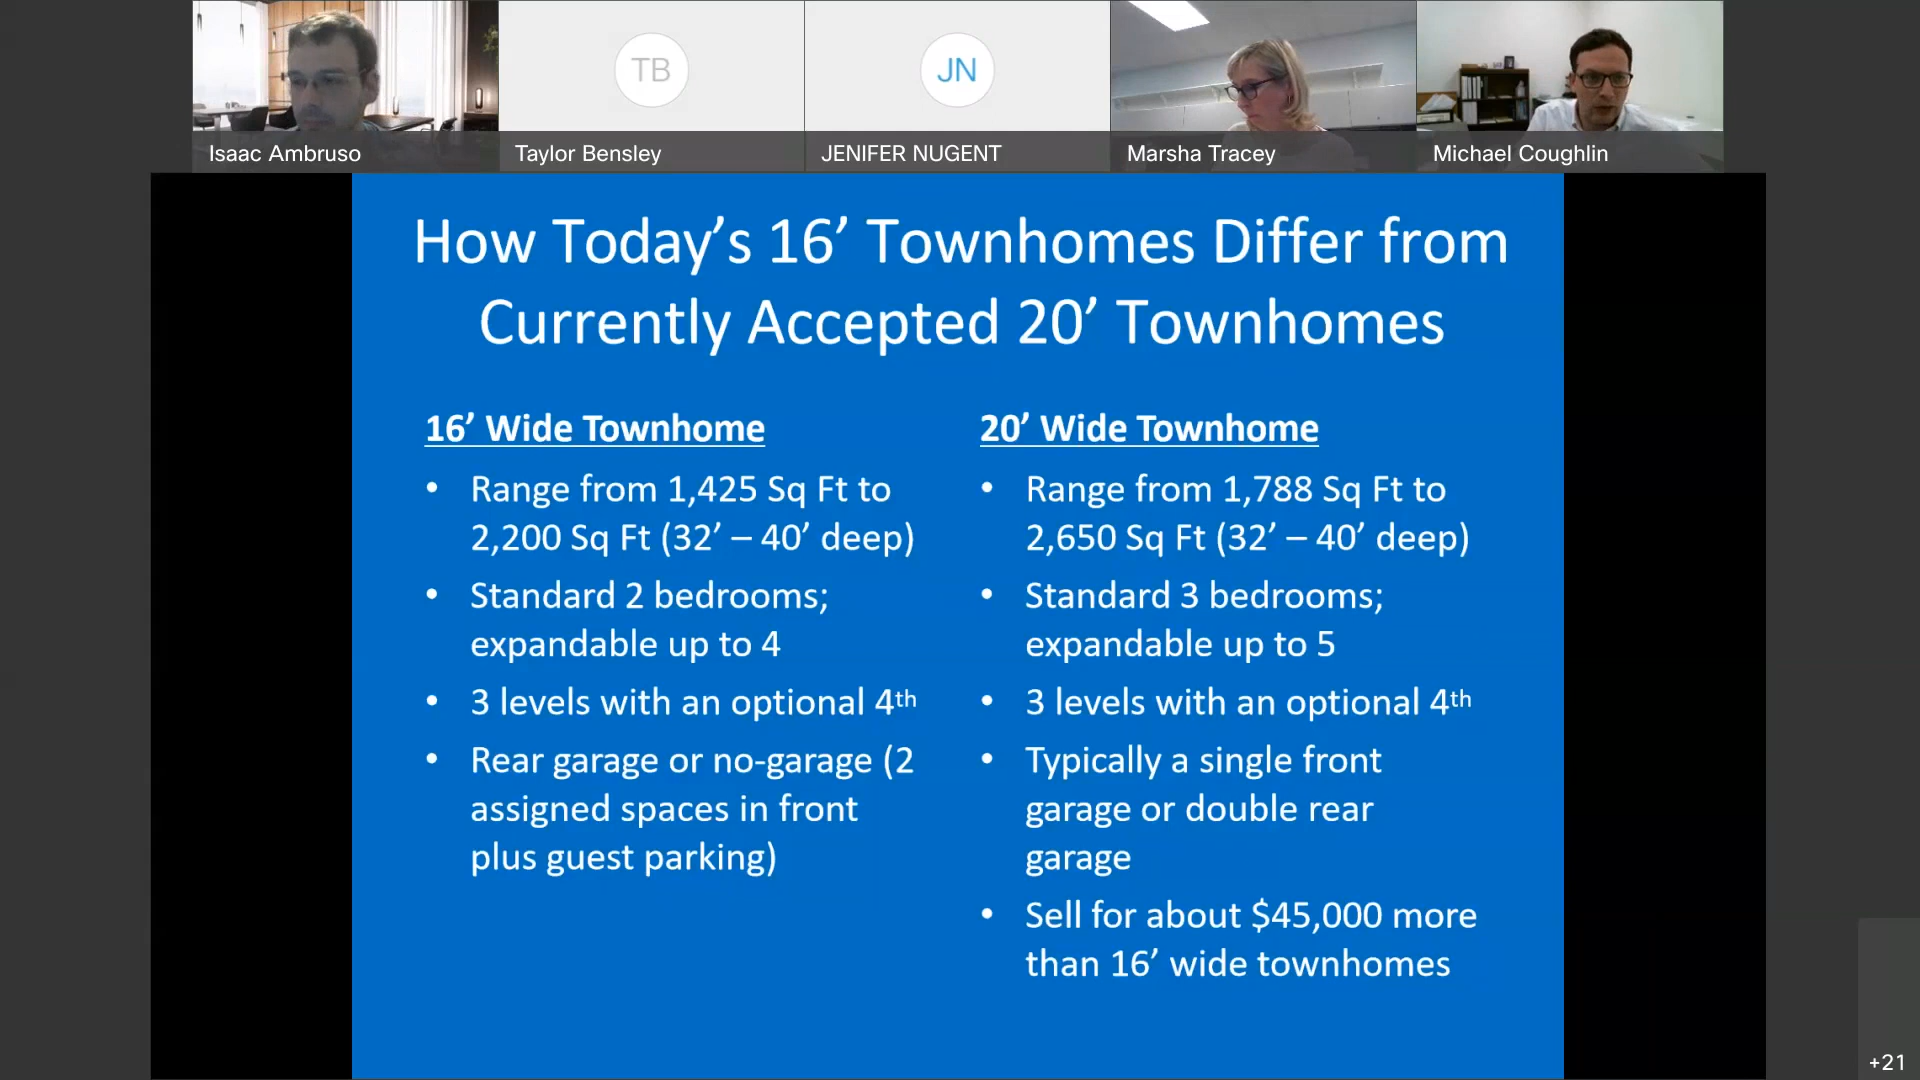 TB
JN
Isaac Ambruso
Taylor Bensley
JENIFER NUGENT
Marsha Tracey
Michael Coughlin
How Today’s 16’ Townhomes Differ from
Currently Accepted 20’ Townhomes
16’ Wide Townhome
• Range from 1,425 Sq Ft to
2,200 Sq Ft (32’ – 40’ deep)
• Standard 2 bedrooms;
expandable up to 4
• 3 levels with an optional 4th
• Rear garage or no-garage (2
assigned spaces in front
plus guest parking)
20’ Wide Townhome
• Range from 1,788 Sq Ft to
2,650 Sq Ft (32’ – 40’ deep)
• Standard 3 bedrooms;
expandable up to 5
• 3 levels with an optional 4th
• Typically a single front
garage or double rear
garage
• Sell for about $45,000 more
than 16’ wide townhomes
+21